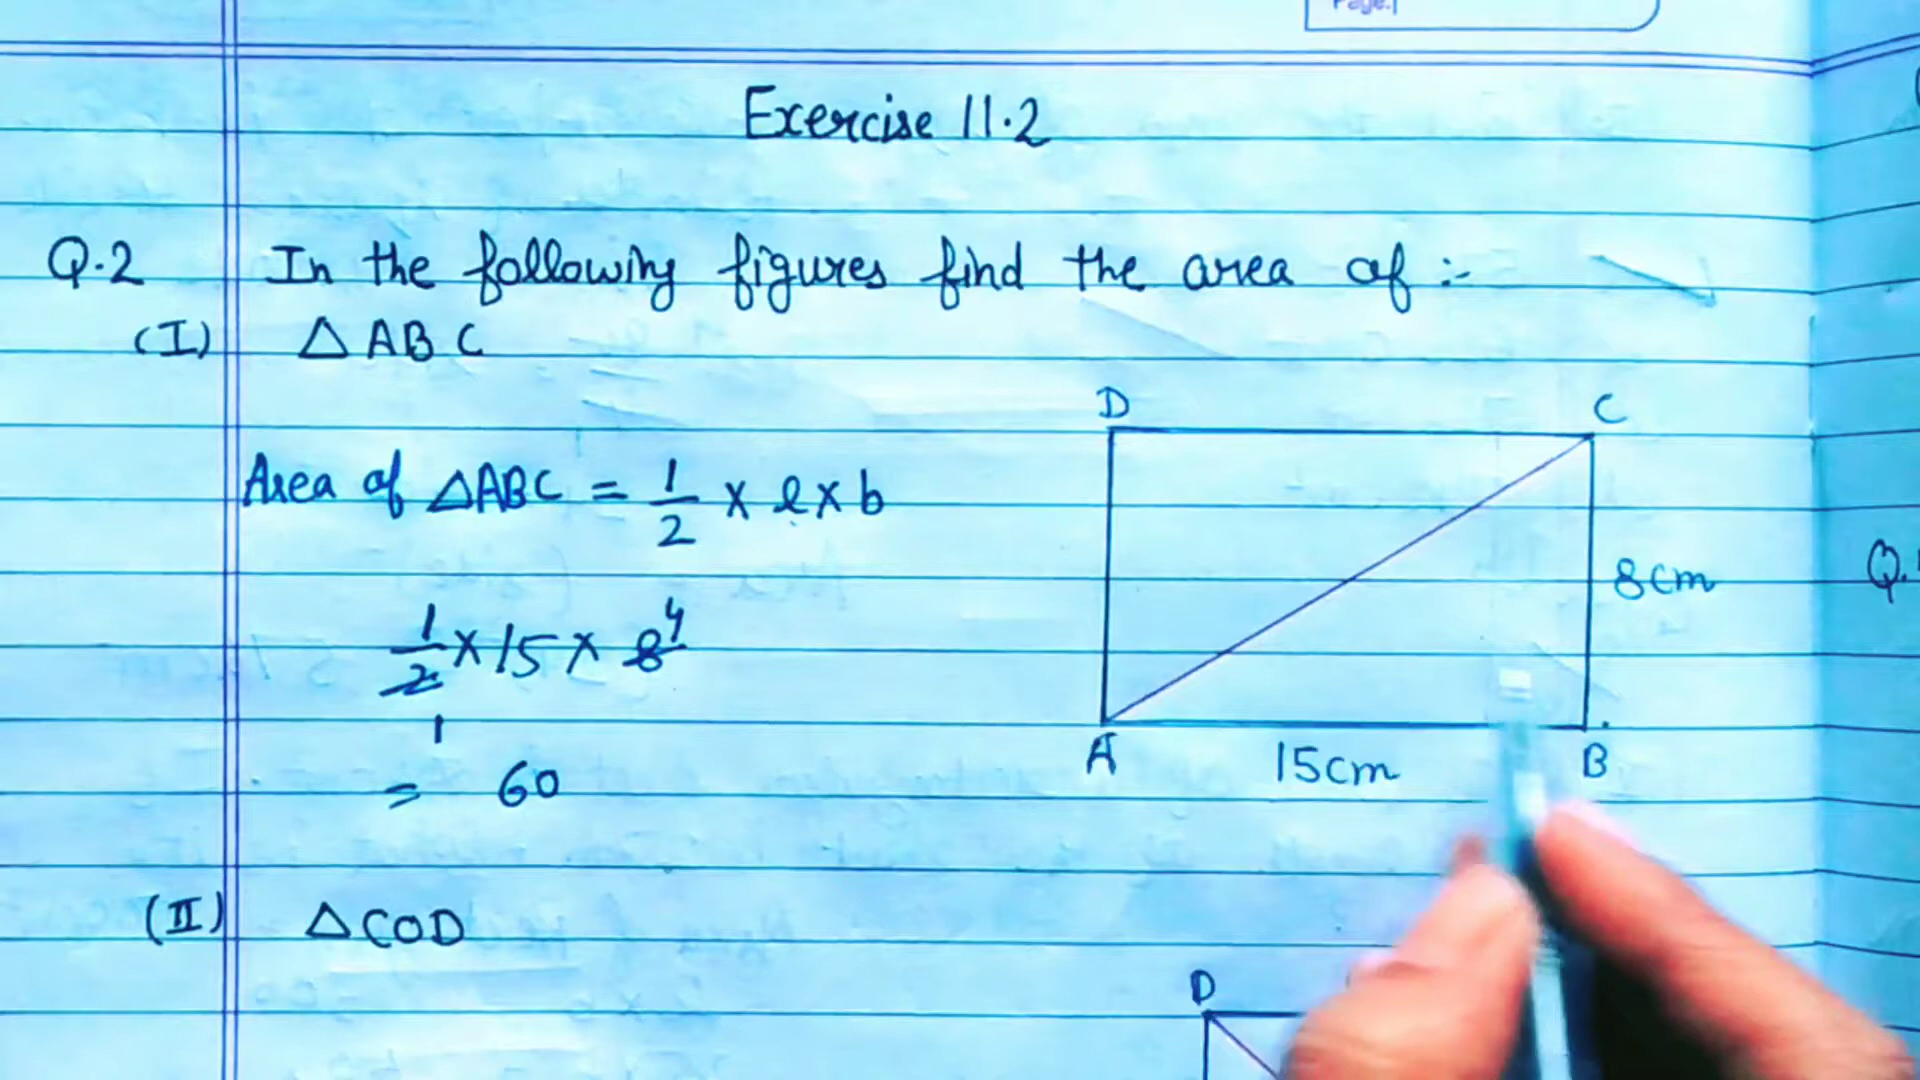 Page.
Exercise 11.2
Q.2 In the following figures find the area of :-
(I) △ ABC
D C
Area of △ABC = 1/2 x l x b
8cm
Q.
1/2 x 15 x 8 4
1
A 15cm B
= 60
(II) △COD
D